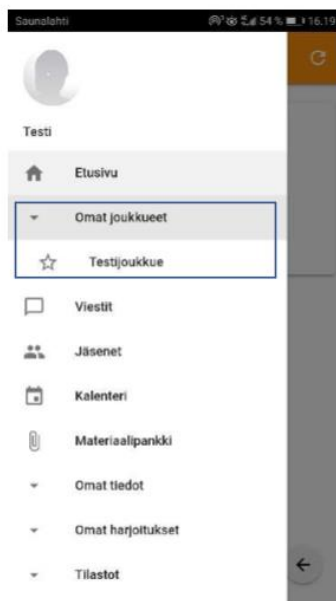 Saunalahti 54 % 16.19
Testi
Etusivu
Omat joukkueet
Testijoukkue
Viestit
Jäsenet
Kalenteri
Materiaalipankki
Omat tiedot
Omat harjoitukset
Tilastot